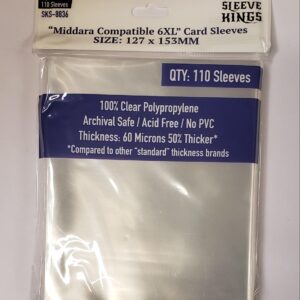 110 Sleeves
SKS-8836
SLEEVE KINGS
"Middara Compatible 6XL" Card Sleeves
SIZE: 127 x 153MM
QTY: 110 Sleeves
100% Clear Polypropylene
Archival Safe / Acid Free / No PVC
Thickness: 60 Microns 50% Thicker*
*Compared to other "standard" thickness brands